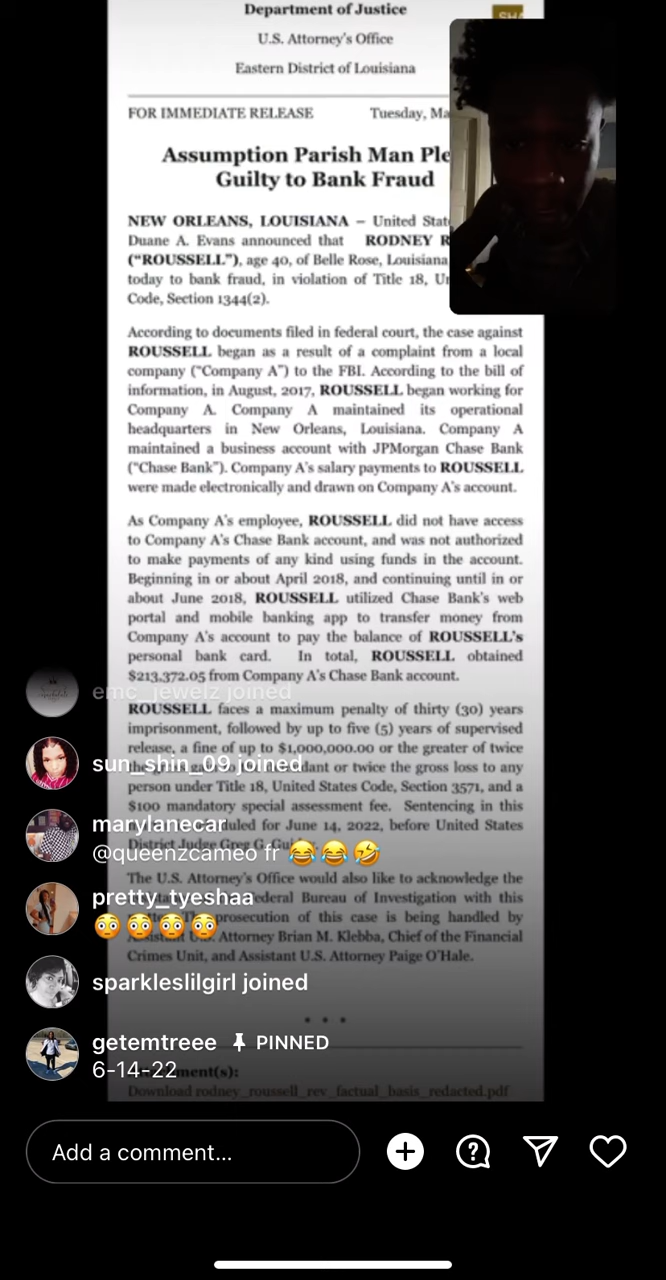 Department of Justice
U.S. Attorney's Office
Eastern District of Louisiana
FOR IMMEDIATE RELEASE Tuesday, Ma
Assumption Parish Man Ple
Guilty to Bank Fraud
NEW ORLEANS, LOUISIANA – United Stat
Duane A. Evans announced that RODNEY R
("ROUSSELL"), age 40, of Belle Rose, Louisiana
today to bank fraud, in violation of Title 18, Un
Code, Section 1344(2).
According to documents filed in federal court, the case against
ROUSSELL began as a result of a complaint from a local
company ("Company A") to the FBI. According to the bill of
information, in August, 2017, ROUSSELL began working for
Company A. Company A maintained its operational
headquarters in New Orleans, Louisiana. Company A
maintained a business account with JPMorgan Chase Bank
("Chase Bank"). Company A's salary payments to ROUSSELL
were made electronically and drawn on Company A's account.
As Company A's employee, ROUSSELL did not have access
to Company A's Chase Bank account, and was not authorized
to make payments of any kind using funds in the account.
Beginning in or about April 2018, and continuing until in or
about June 2018, ROUSSELL utilized Chase Bank's web
portal and mobile banking app to transfer money from
Company A's account to pay the balance of ROUSSELL's
personal bank card. In total, ROUSSELL obtained
$213,372.05 from Company A's Chase Bank account.
emc_jewelz joined
ROUSSELL faces a maximum penalty of thirty (30) years
imprisonment, followed by up to five (5) years of supervised
release, a fine of up to $1,000,000.00 or the greater of twice
sun_shin_09 joined
the gross dant or twice the gross loss to any
person under Title 18, United States Code, Section 3571, and a
$100 mandatory special assessment fee. Sentencing in this
marylanecar
duled for June 14, 2022, before United States
District Judge Greg G.
@queenzcameo fr 😂😂🤣
The U.S. Attorney's Office would also like to acknowledge the
pretty_tyeshaa
ederal Bureau of Investigation with this
prosecution of this case is being handled by
😳😳😳😳
Attorney Brian M. Klebba, Chief of the Financial
Crimes Unit, and Assistant U.S. Attorney Paige O'Hale.
sparkleslilgirl joined
getemtreee PINNED
6-14-22
ment(s):
Download rodney_roussell_rev_factual_basis_redacted.pdf
Add a comment...